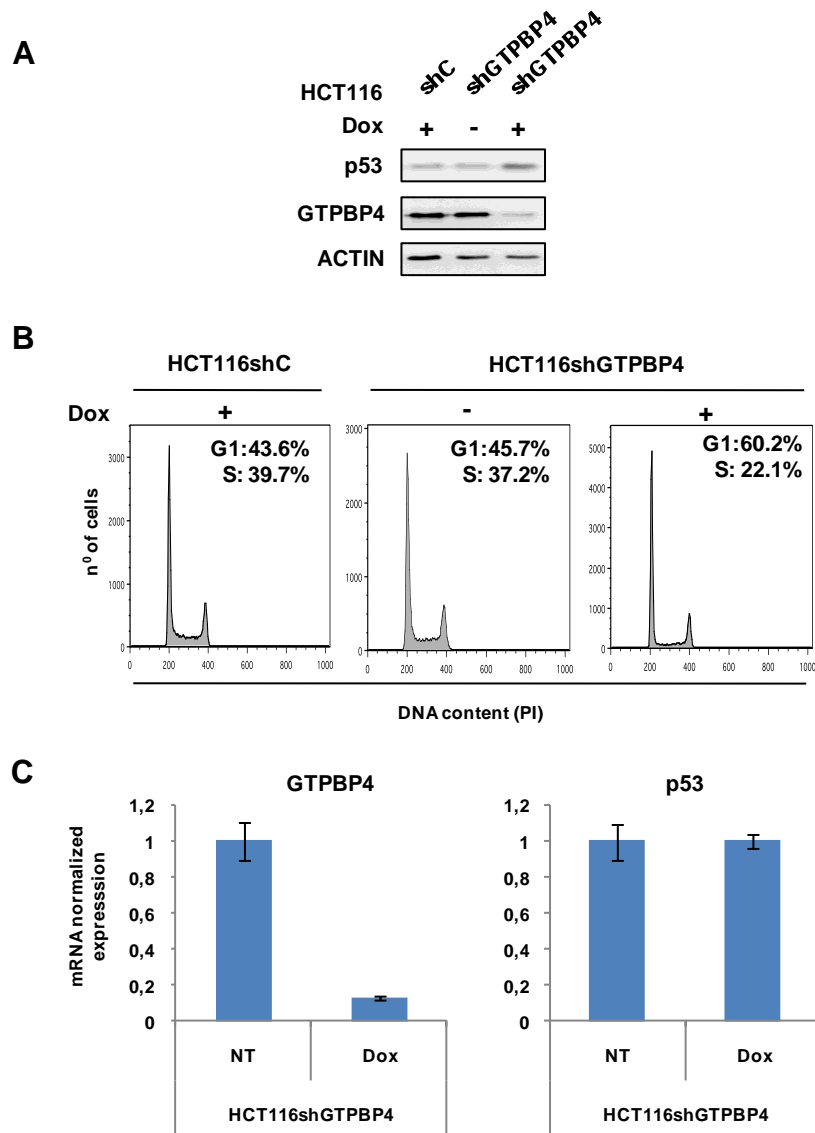 A
HCT116 shC shGTPBP4 shGTPBP4
Dox + - +
p53
GTPBP4
ACTIN
B
HCT116shC HCT116shGTPBP4
Dox + - +
n⁰ of cells
G1:43.6%
S: 39.7%
3000
2000
1000
0
0 200 400 600 800 1000
G1:45.7%
S: 37.2%
3000
2000
1000
0
0 200 400 600 800 1000
G1:60.2%
S: 22.1%
5000
4000
3000
2000
1000
0
0 200 400 600 800 1000
DNA content (PI)
C
GTPBP4
mRNA normalized
expresssion
1,2
1
0,8
0,6
0,4
0,2
0
NT Dox
HCT116shGTPBP4
p53
1,2
1
0,8
0,6
0,4
0,2
0
NT Dox
HCT116shGTPBP4